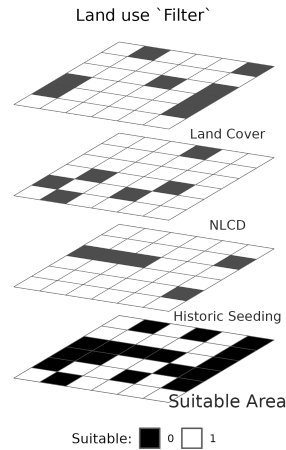 Land use `Filter`
Land Cover
NLCD
Historic Seeding
Suitable Area
Suitable: 0 1